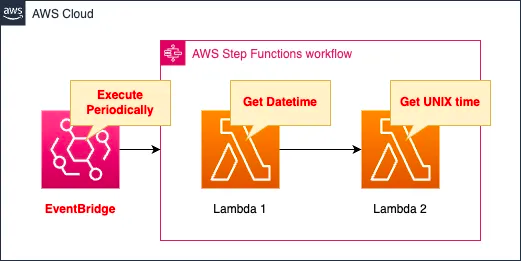 aws
AWS Cloud
AWS Step Functions workflow
Execute
Periodically
Get Datetime
Get UNIX time
EventBridge
Lambda 1
Lambda 2